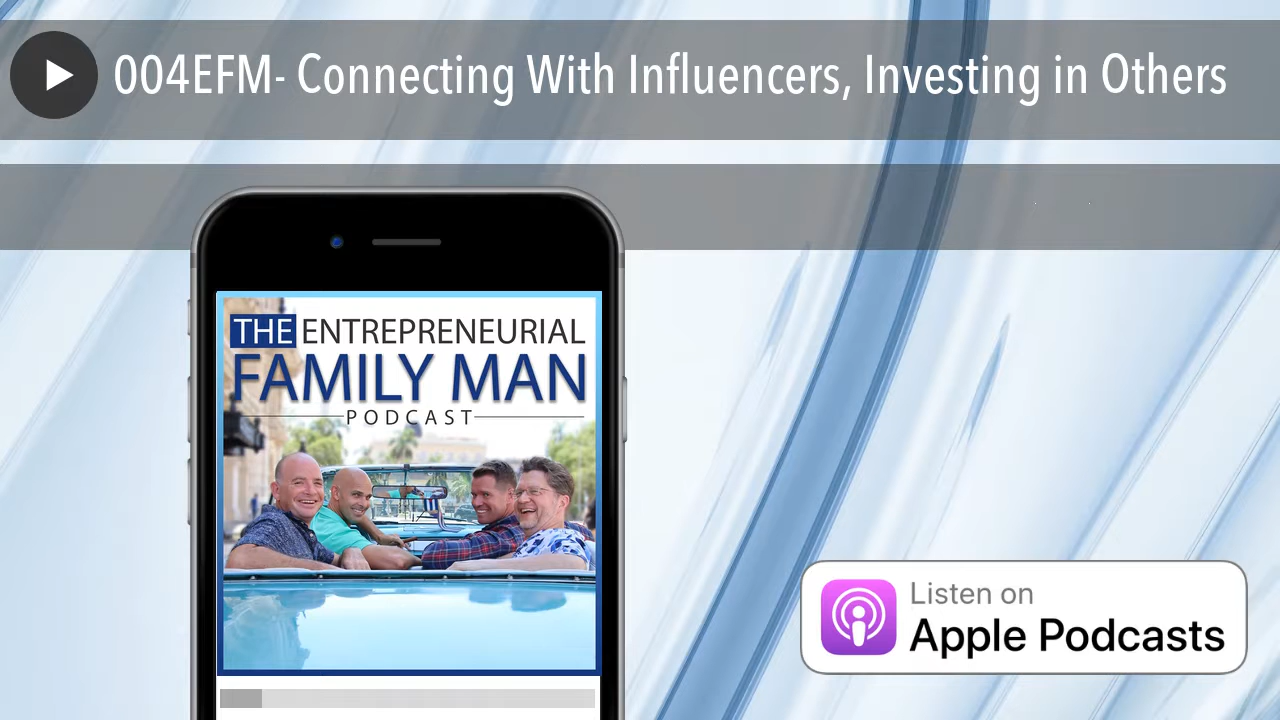 004EFM- Connecting With Influencers, Investing in Others
THE ENTREPRENEURIAL
FAMILY MAN
PODCAST
Listen on
Apple Podcasts